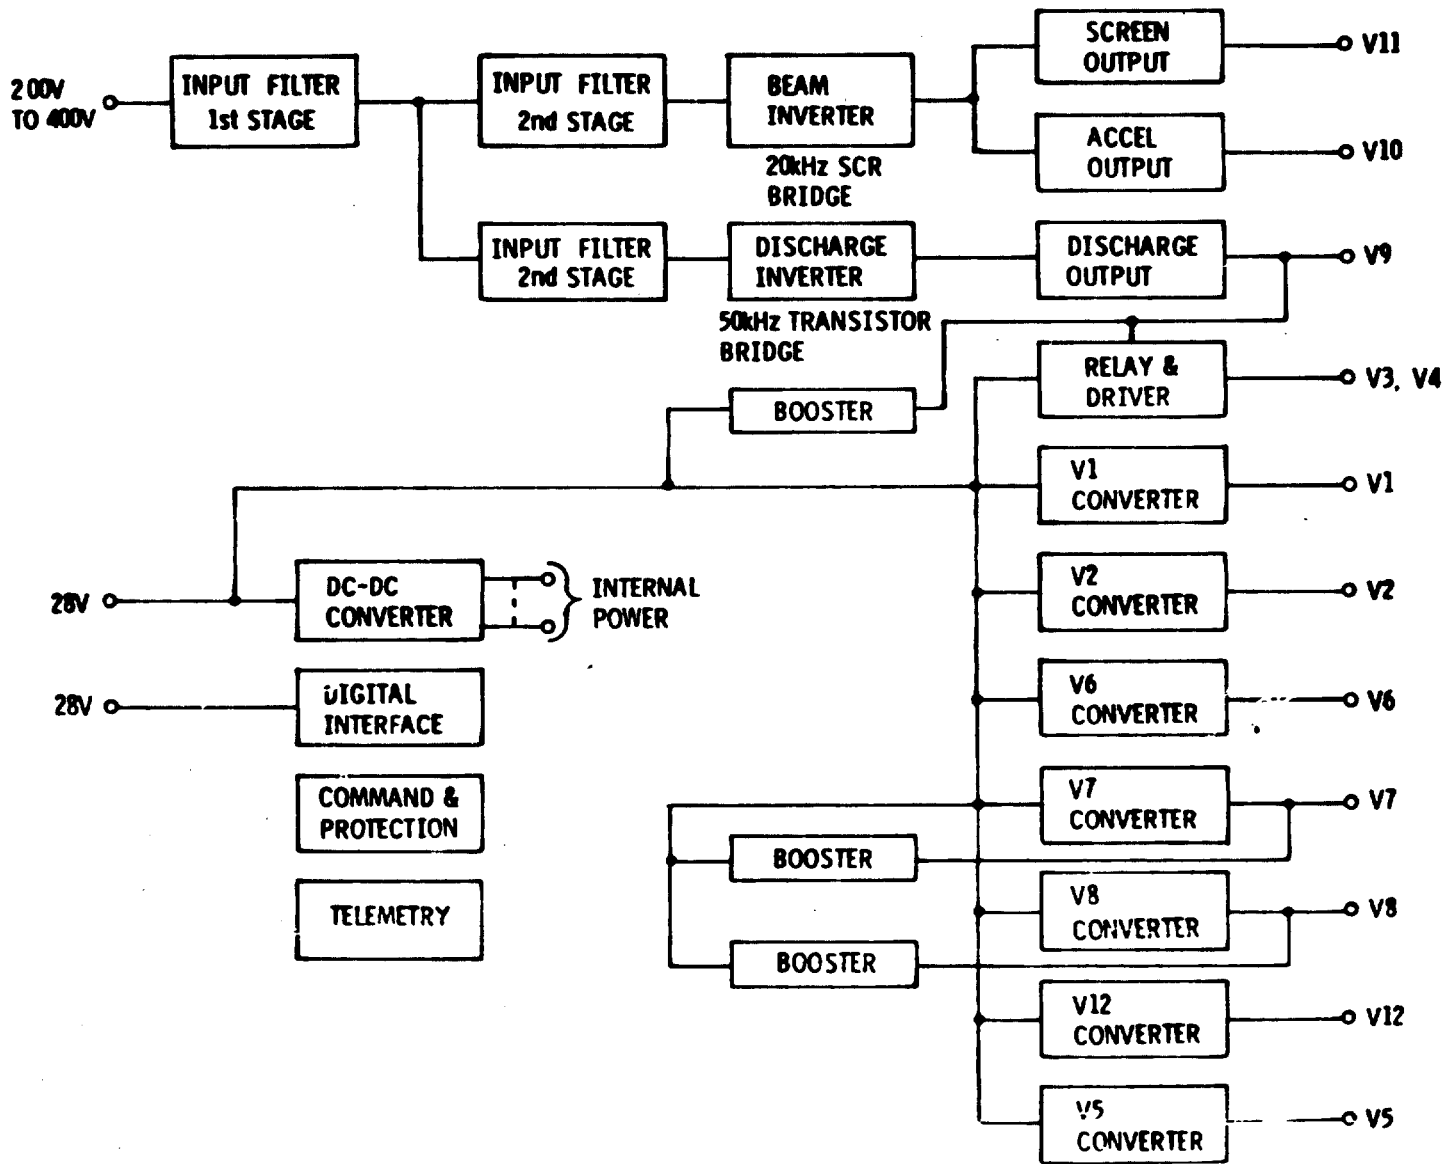 200V
TO 400V
INPUT FILTER
1st STAGE
INPUT FILTER
2nd STAGE
BEAM
INVERTER
20kHz SCR
BRIDGE
SCREEN
OUTPUT
V11
ACCEL
OUTPUT
V10
INPUT FILTER
2nd STAGE
DISCHARGE
INVERTER
50kHz TRANSISTOR
BRIDGE
DISCHARGE
OUTPUT
V9
RELAY &
DRIVER
V3, V4
BOOSTER
V1
CONVERTER
V1
28V
DC-DC
CONVERTER
INTERNAL
POWER
V2
CONVERTER
V2
28V
DIGITAL
INTERFACE
V6
CONVERTER
V6
COMMAND &
PROTECTION
V7
CONVERTER
V7
BOOSTER
TELEMETRY
V8
CONVERTER
V8
BOOSTER
V12
CONVERTER
V12
V5
CONVERTER
V5